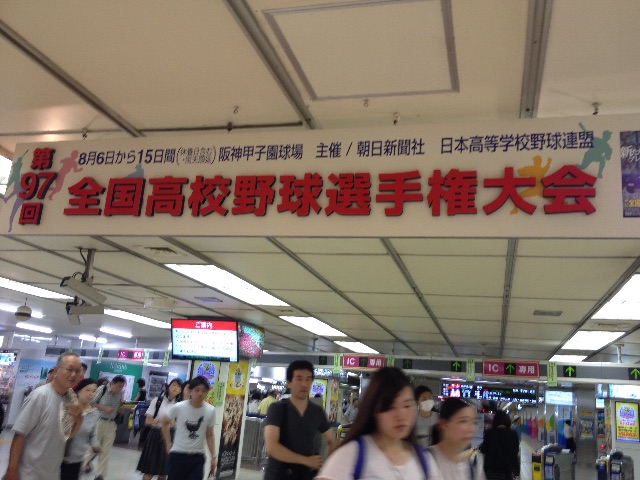 第97回
8月6日から15日間
阪神甲子園球場 主催/朝日新聞社 日本高等学校野球連盟
全国高校野球選手権大会
ご案内
IC専用
IC専用